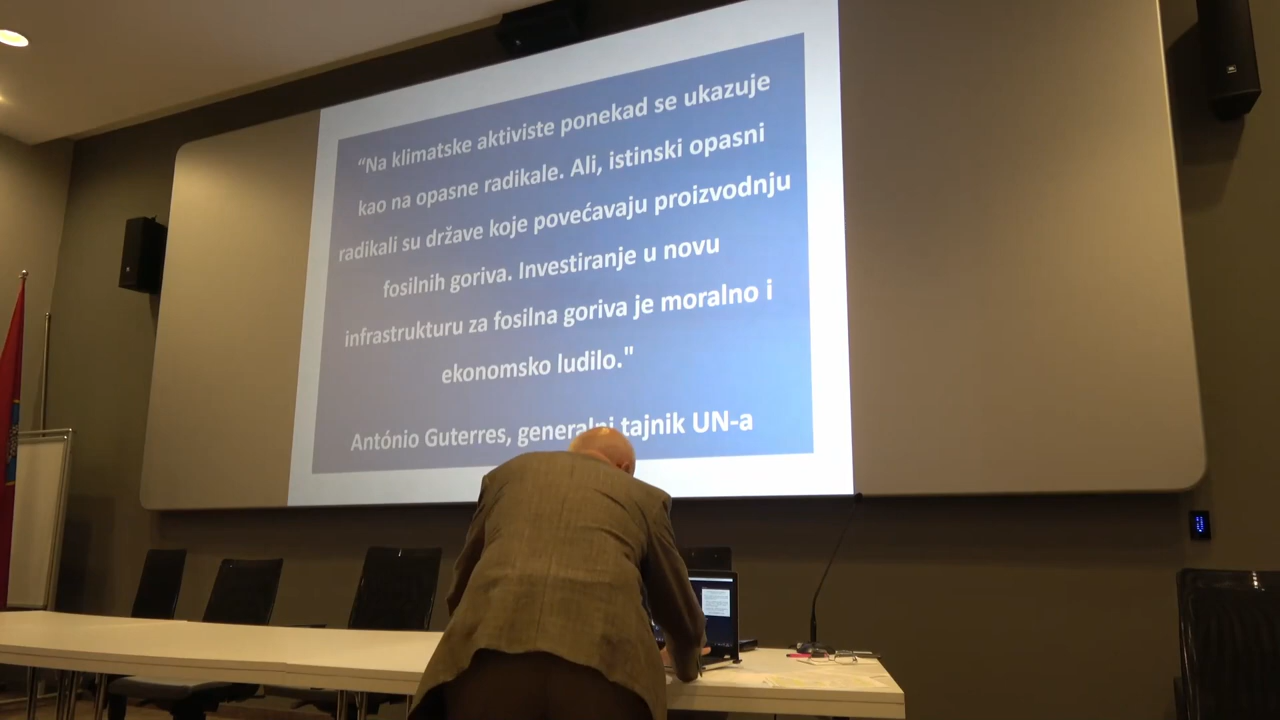 “Na klimatske aktiviste ponekad se ukazuje
kao na opasne radikale. Ali, istinski opasni
radikali su države koje povećavaju proizvodnju
fosilnih goriva. Investiranje u novu
infrastrukturu za fosilna goriva je moralno i
ekonomsko ludilo."
António Guterres, generalni tajnik UN-a